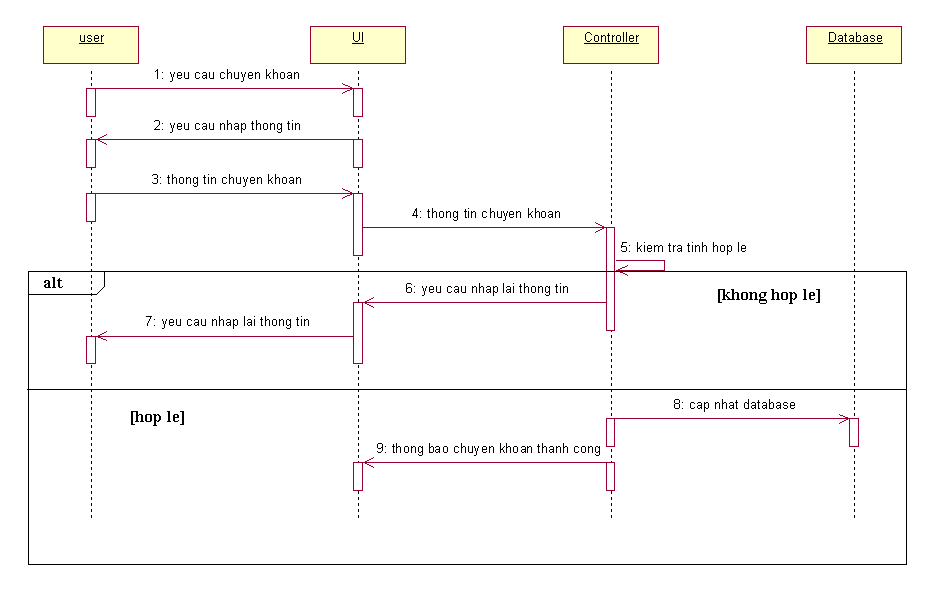 user
UI
Controller
Database
1: yeu cau chuyen khoan
2: yeu cau nhap thong tin
3: thong tin chuyen khoan
4: thong tin chuyen khoan
5: kiem tra tinh hop le
alt
6: yeu cau nhap lai thong tin
[khong hop le]
7: yeu cau nhap lai thong tin
8: cap nhat database
[hop le]
9: thong bao chuyen khoan thanh cong